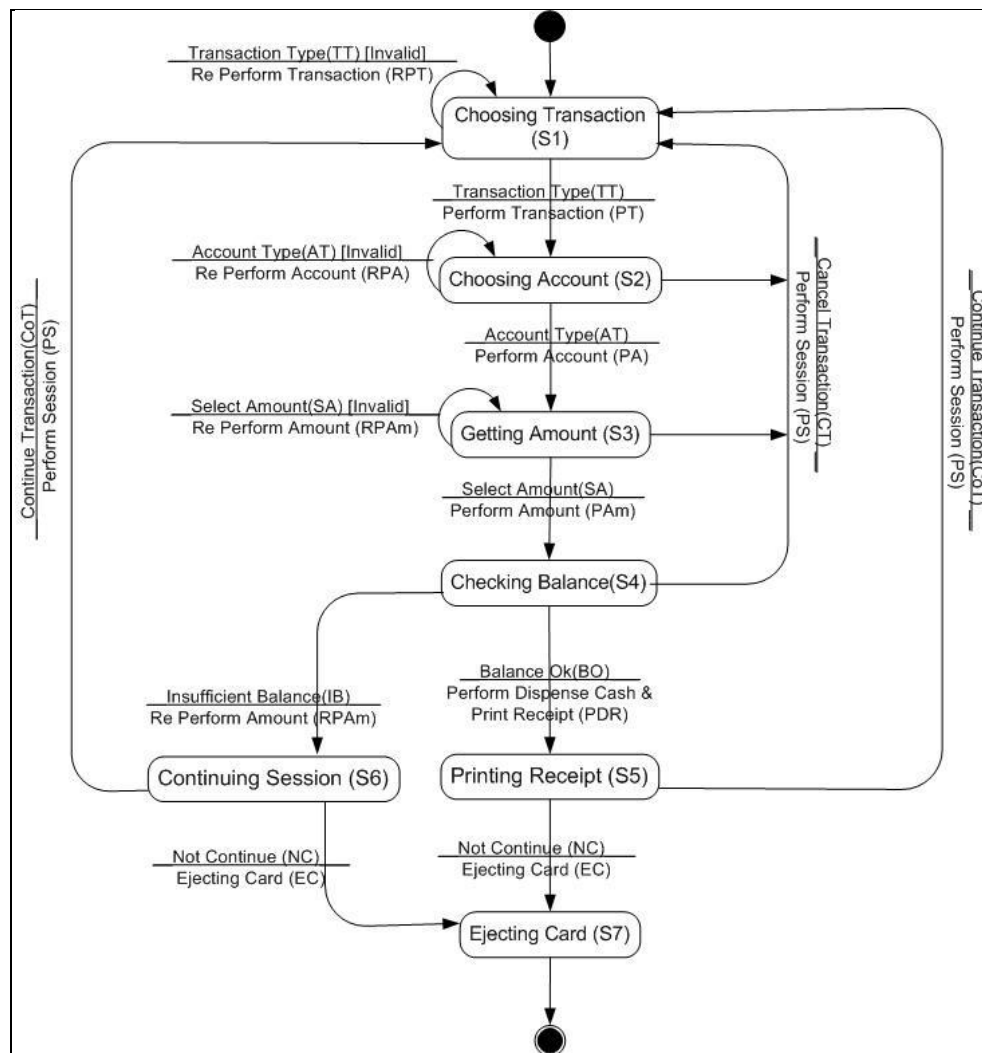 Transaction Type(TT) [Invalid]
Re Perform Transaction (RPT)
Choosing Transaction
(S1)
Transaction Type(TT)
Perform Transaction (PT)
Account Type(AT) [Invalid]
Re Perform Account (RPA)
Choosing Account (S2)
Account Type(AT)
Perform Account (PA)
Select Amount(SA) [Invalid]
Re Perform Amount (RPAm)
Getting Amount (S3)
Select Amount(SA)
Perform Amount (PAm)
Cancel Transaction(CT)
Perform Session (PS)
Continue Transaction(CoT)
Perform Session (PS)
Continue Transaction(CoT)
Perform Session (PS)
Checking Balance(S4)
Insufficient Balance(IB)
Re Perform Amount (RPAm)
Balance Ok(BO)
Perform Dispense Cash &
Print Receipt (PDR)
Continuing Session (S6)
Printing Receipt (S5)
Not Continue (NC)
Ejecting Card (EC)
Not Continue (NC)
Ejecting Card (EC)
Ejecting Card (S7)